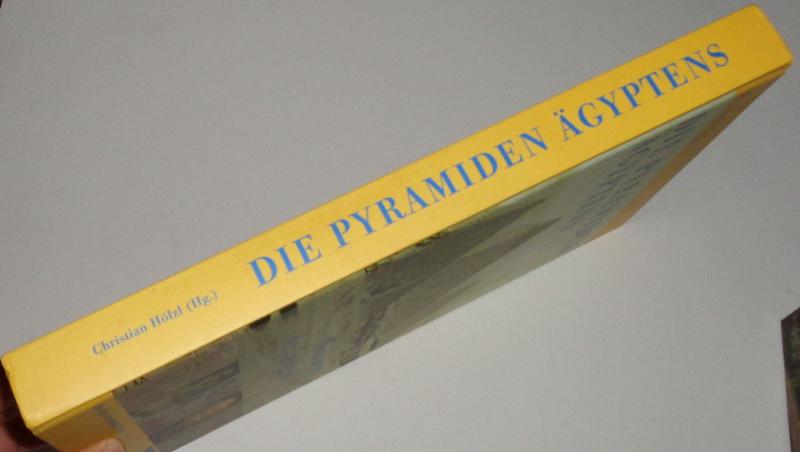 Christian Hölzl (Hg.) DIE PYRAMIDEN ÄGYPTENS